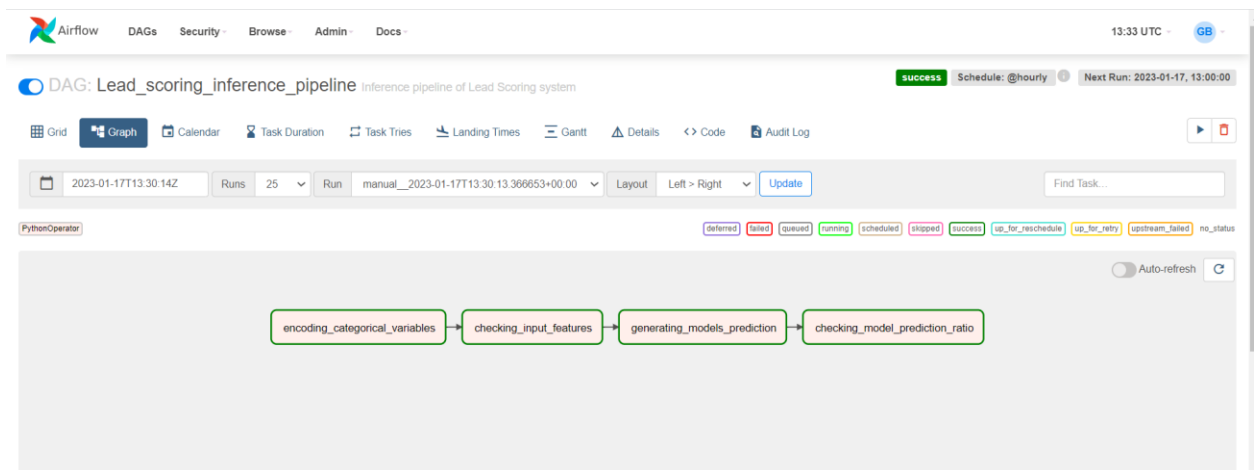 Airflow DAGs Security Browse Admin Docs 13:33 UTC GB
DAG: Lead_scoring_inference_pipeline Inference pipeline of Lead Scoring system success Schedule: @hourly Next Run: 2023-01-17, 13:00:00
Grid Graph Calendar Task Duration Task Tries Landing Times Gantt Details <> Code Audit Log
2023-01-17T13:30:14Z Runs 25 Run manual__2023-01-17T13:30:13.366653+00:00 Layout Left > Right Update Find Task...
PythonOperator deferred failed queued running scheduled skipped success up_for_reschedule up_for_retry upstream_failed no_status
Auto-refresh
encoding_categorical_variables checking_input_features generating_models_prediction checking_model_prediction_ratio